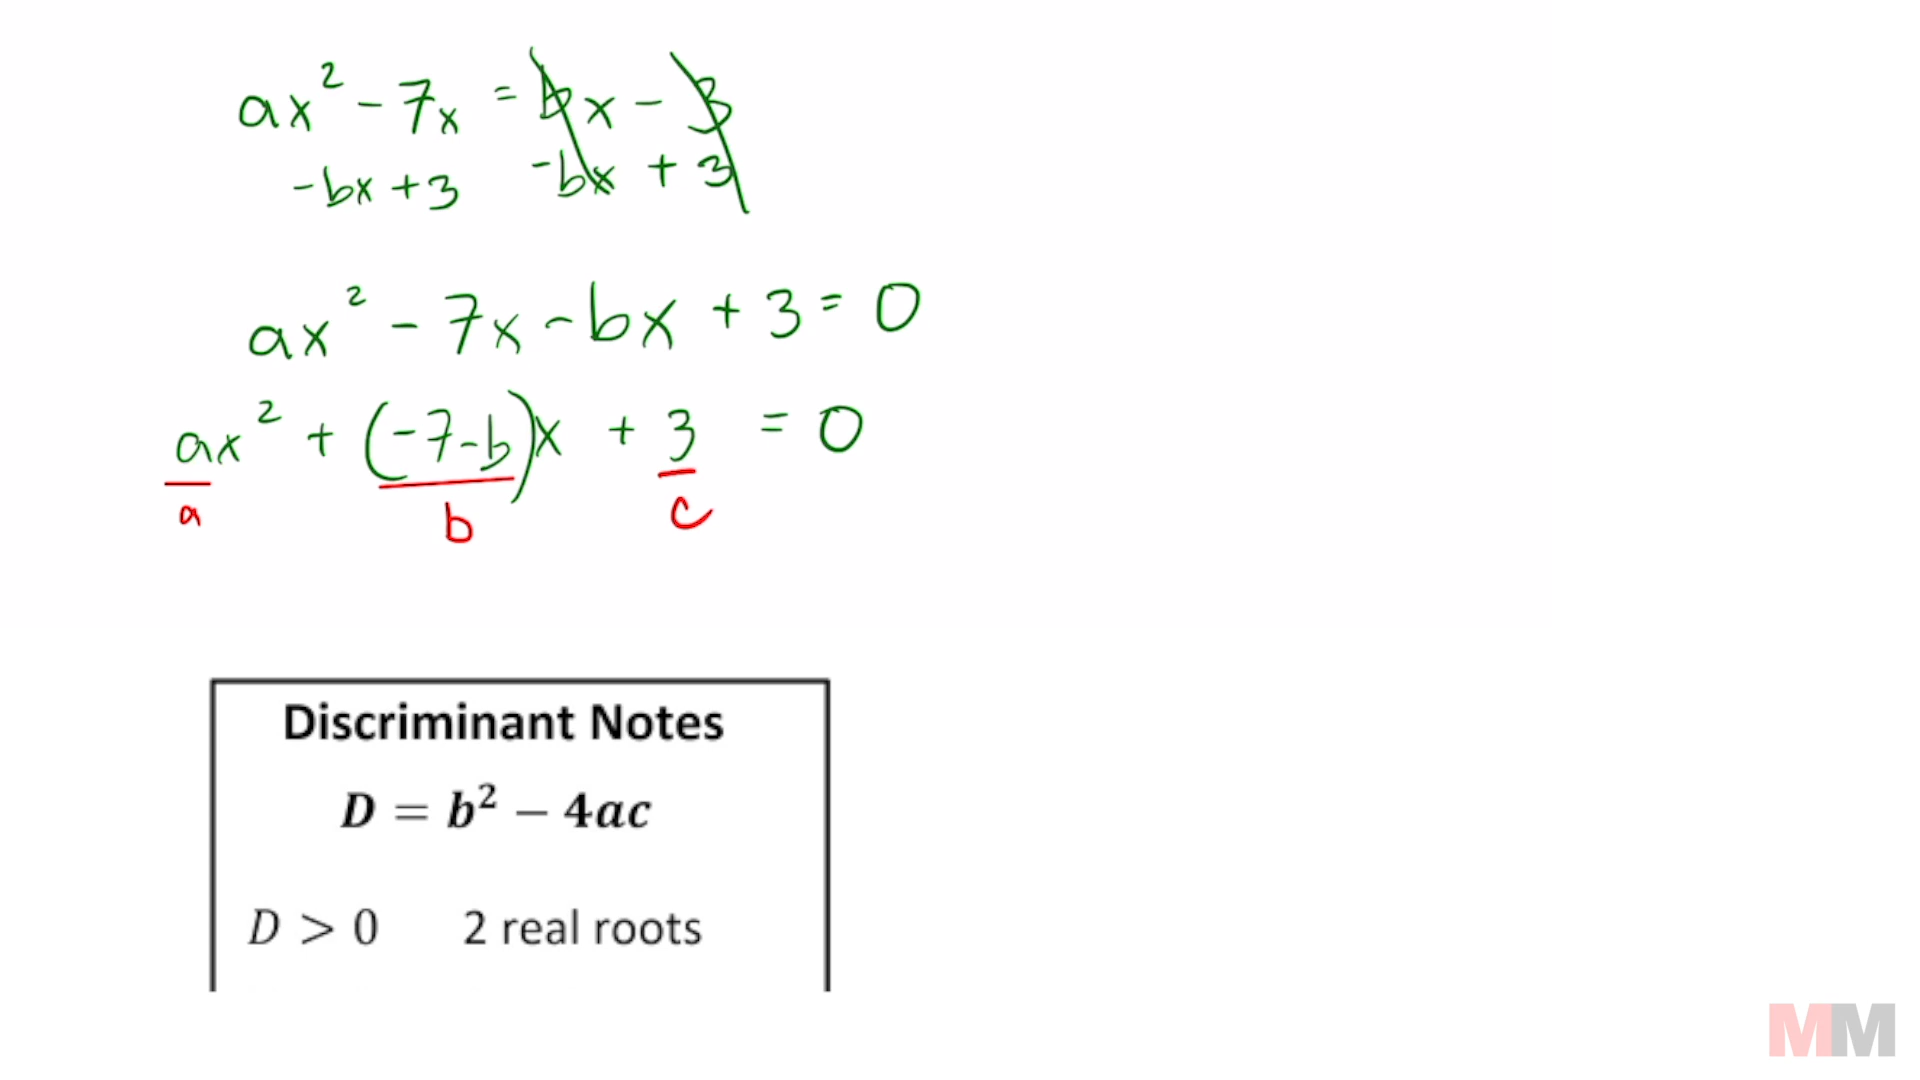 ax² - 7x = bx - 3
-bx + 3 -bx + 3
ax² - 7x - bx + 3 = 0
ax² + (-7-b)x + 3 = 0
a b c
Discriminant Notes
D = b² − 4ac
D > 0 2 real roots
MM